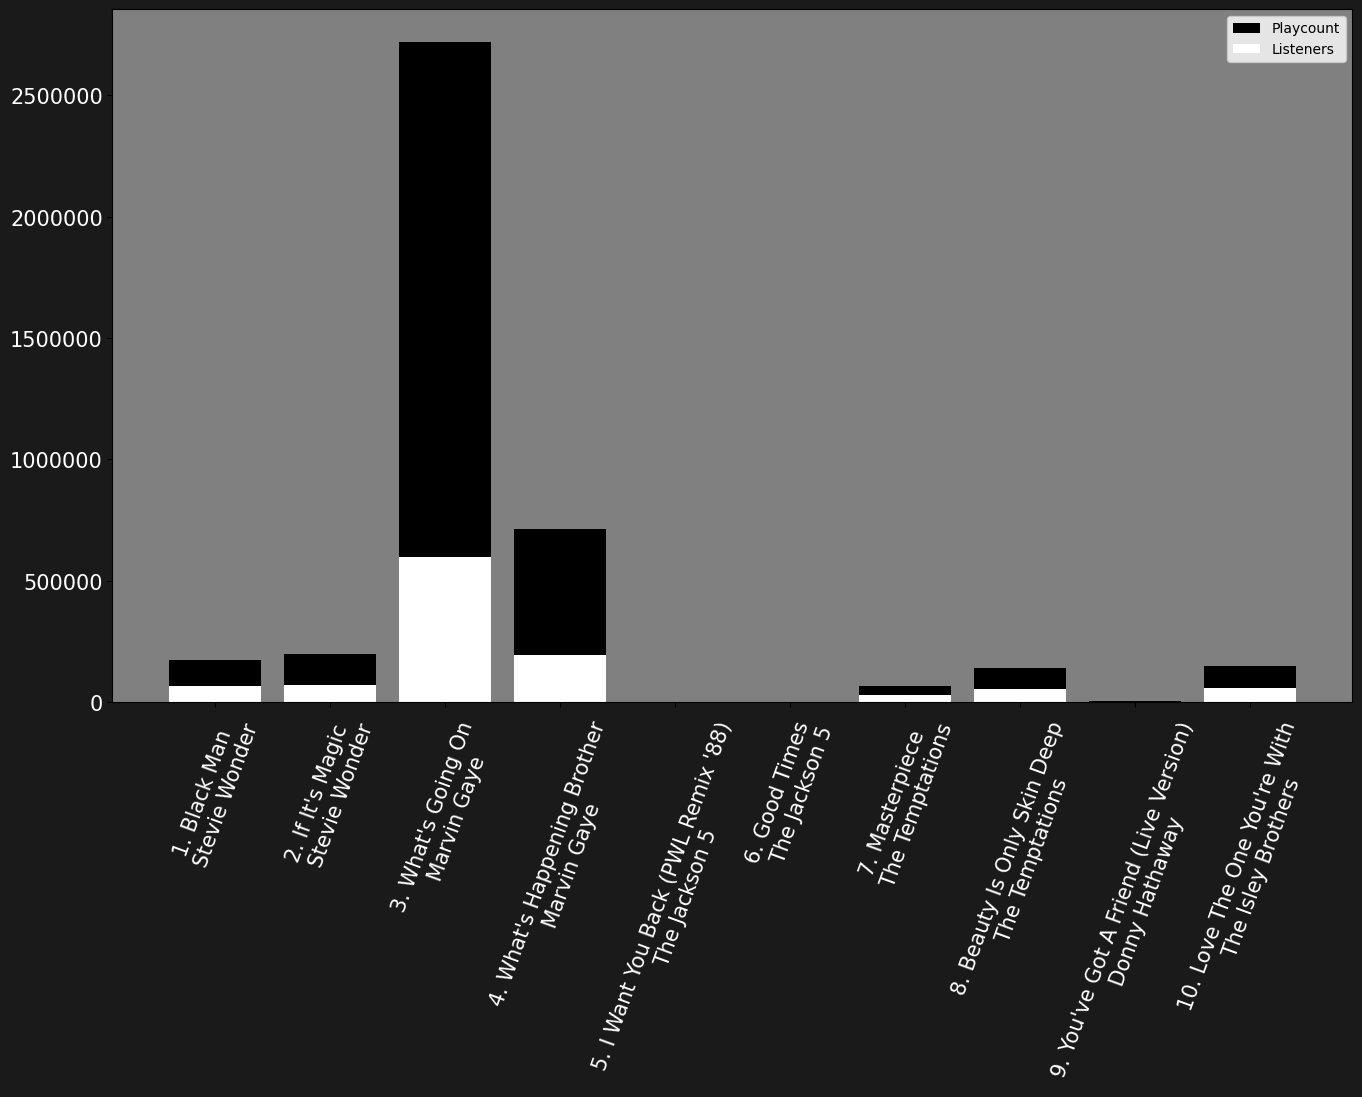 Playcount
Listeners
2500000
2000000
1500000
1000000
500000
0
1. Black Man
Stevie Wonder
2. If It's Magic
Stevie Wonder
3. What's Going On
Marvin Gaye
4. What's Happening Brother
Marvin Gaye
5. I Want You Back (PWL Remix '88)
The Jackson 5
6. Good Times
The Jackson 5
7. Masterpiece
The Temptations
8. Beauty Is Only Skin Deep
The Temptations
9. You've Got A Friend (Live Version)
Donny Hathaway
10. Love The One You're With
The Isley Brothers